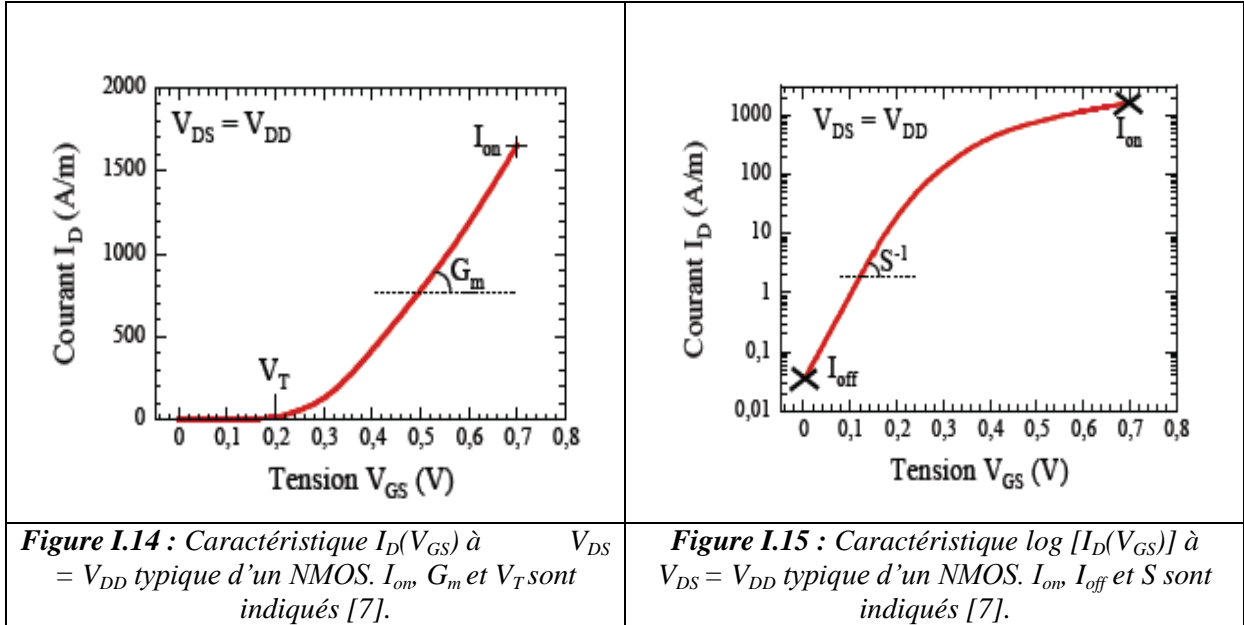 2000
1500
1000
500
0
Courant I_D (A/m)
V_DS = V_DD
I_on
G_m
V_T
0 0,1 0,2 0,3 0,4 0,5 0,6 0,7 0,8
Tension V_GS (V)
1000
100
10
1
0,1
0,01
Courant I_D (A/m)
V_DS = V_DD
I_on
S^-1
I_off
0 0,1 0,2 0,3 0,4 0,5 0,6 0,7 0,8
Tension V_GS (V)
Figure I.14 : Caractéristique I_D(V_GS) à V_DS
= V_DD typique d’un NMOS. I_on, G_m et V_T sont
indiqués [7].
Figure I.15 : Caractéristique log [I_D(V_GS)] à
V_DS = V_DD typique d’un NMOS. I_on, I_off et S sont
indiqués [7].